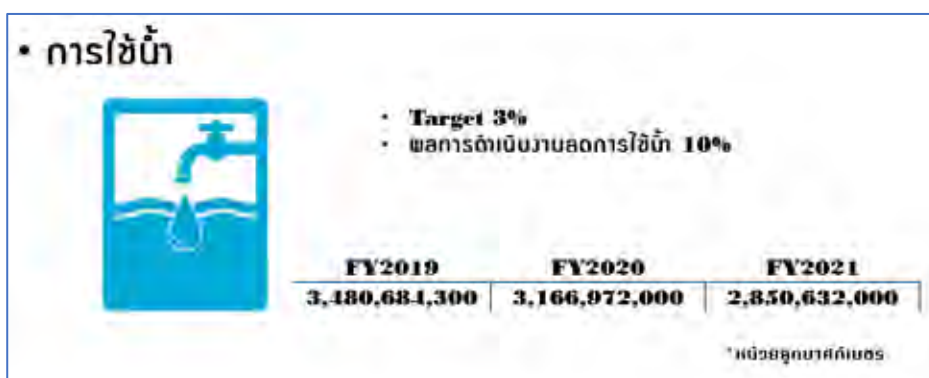 • การใช้น้ำ
• Target 3%
• ผลการดำเนินงานลดการใช้น้ำ 10%
FY2019 FY2020 FY2021
3,480,684,300 3,166,972,000 2,850,632,000
*หน่วยลูกบาศก์เมตร